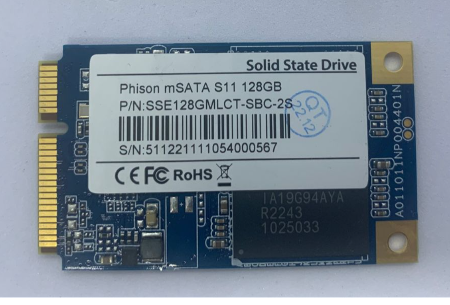 Solid State Drive
Phison mSATA S11 128GB
P/N:SSE128GMLCT-SBC-2S
QT
22.12
S/N:511221111054000567
CE FC RoHS
IA19G94AYA
R2243
1025033
A011011NP004401N